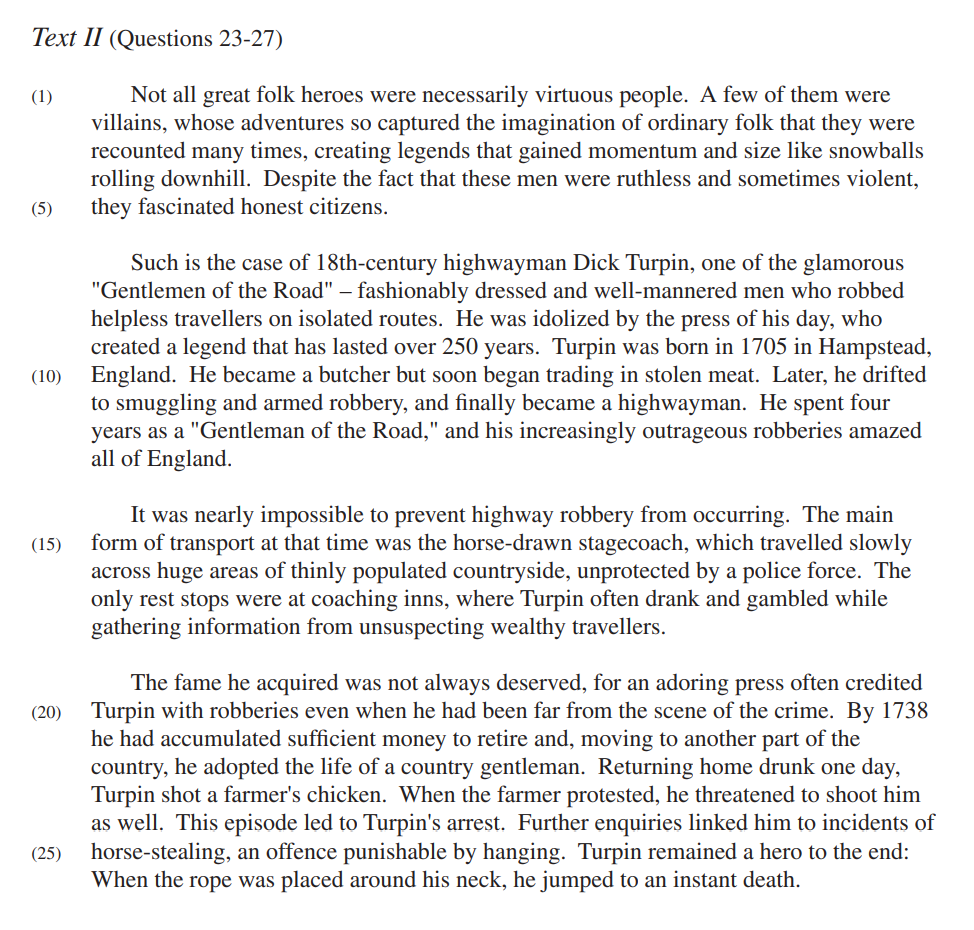 Text II (Questions 23-27)
(1) Not all great folk heroes were necessarily virtuous people. A few of them were
villains, whose adventures so captured the imagination of ordinary folk that they were
recounted many times, creating legends that gained momentum and size like snowballs
rolling downhill. Despite the fact that these men were ruthless and sometimes violent,
(5) they fascinated honest citizens.
Such is the case of 18th-century highwayman Dick Turpin, one of the glamorous
"Gentlemen of the Road" – fashionably dressed and well-mannered men who robbed
helpless travellers on isolated routes. He was idolized by the press of his day, who
created a legend that has lasted over 250 years. Turpin was born in 1705 in Hampstead,
(10) England. He became a butcher but soon began trading in stolen meat. Later, he drifted
to smuggling and armed robbery, and finally became a highwayman. He spent four
years as a "Gentleman of the Road," and his increasingly outrageous robberies amazed
all of England.
It was nearly impossible to prevent highway robbery from occurring. The main
(15) form of transport at that time was the horse-drawn stagecoach, which travelled slowly
across huge areas of thinly populated countryside, unprotected by a police force. The
only rest stops were at coaching inns, where Turpin often drank and gambled while
gathering information from unsuspecting wealthy travellers.
The fame he acquired was not always deserved, for an adoring press often credited
(20) Turpin with robberies even when he had been far from the scene of the crime. By 1738
he had accumulated sufficient money to retire and, moving to another part of the
country, he adopted the life of a country gentleman. Returning home drunk one day,
Turpin shot a farmer's chicken. When the farmer protested, he threatened to shoot him
as well. This episode led to Turpin's arrest. Further enquiries linked him to incidents of
(25) horse-stealing, an offence punishable by hanging. Turpin remained a hero to the end:
When the rope was placed around his neck, he jumped to an instant death.